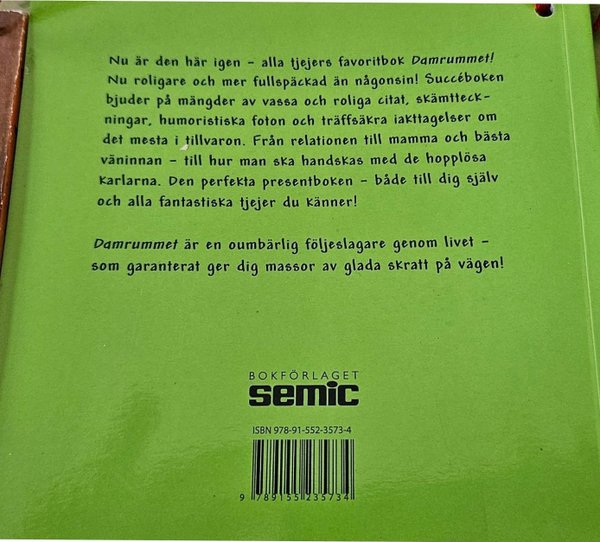 Nu är den här igen – alla tjejers favoritbok Damrummet!
Nu roligare och mer fullspäckad än någonsin! Succéboken
bjuder på mängder av vassa och roliga citat, skämtteck-
ningar, humoristiska foton och träffsäkra iakttagelser om
det mesta i tillvaron. Från relationen till mamma och bästa
väninnan – till hur man ska handskas med de hopplösa
karlarna. Den perfekta presentboken – både till dig själv
och alla fantastiska tjejer du känner!
Damrummet är en oumbärlig följeslagare genom livet –
som garanterat ger dig massor av glada skratt på vägen!
BOKFÖRLAGET
semic
ISBN 978-91-552-3573-4
9 789155 235734